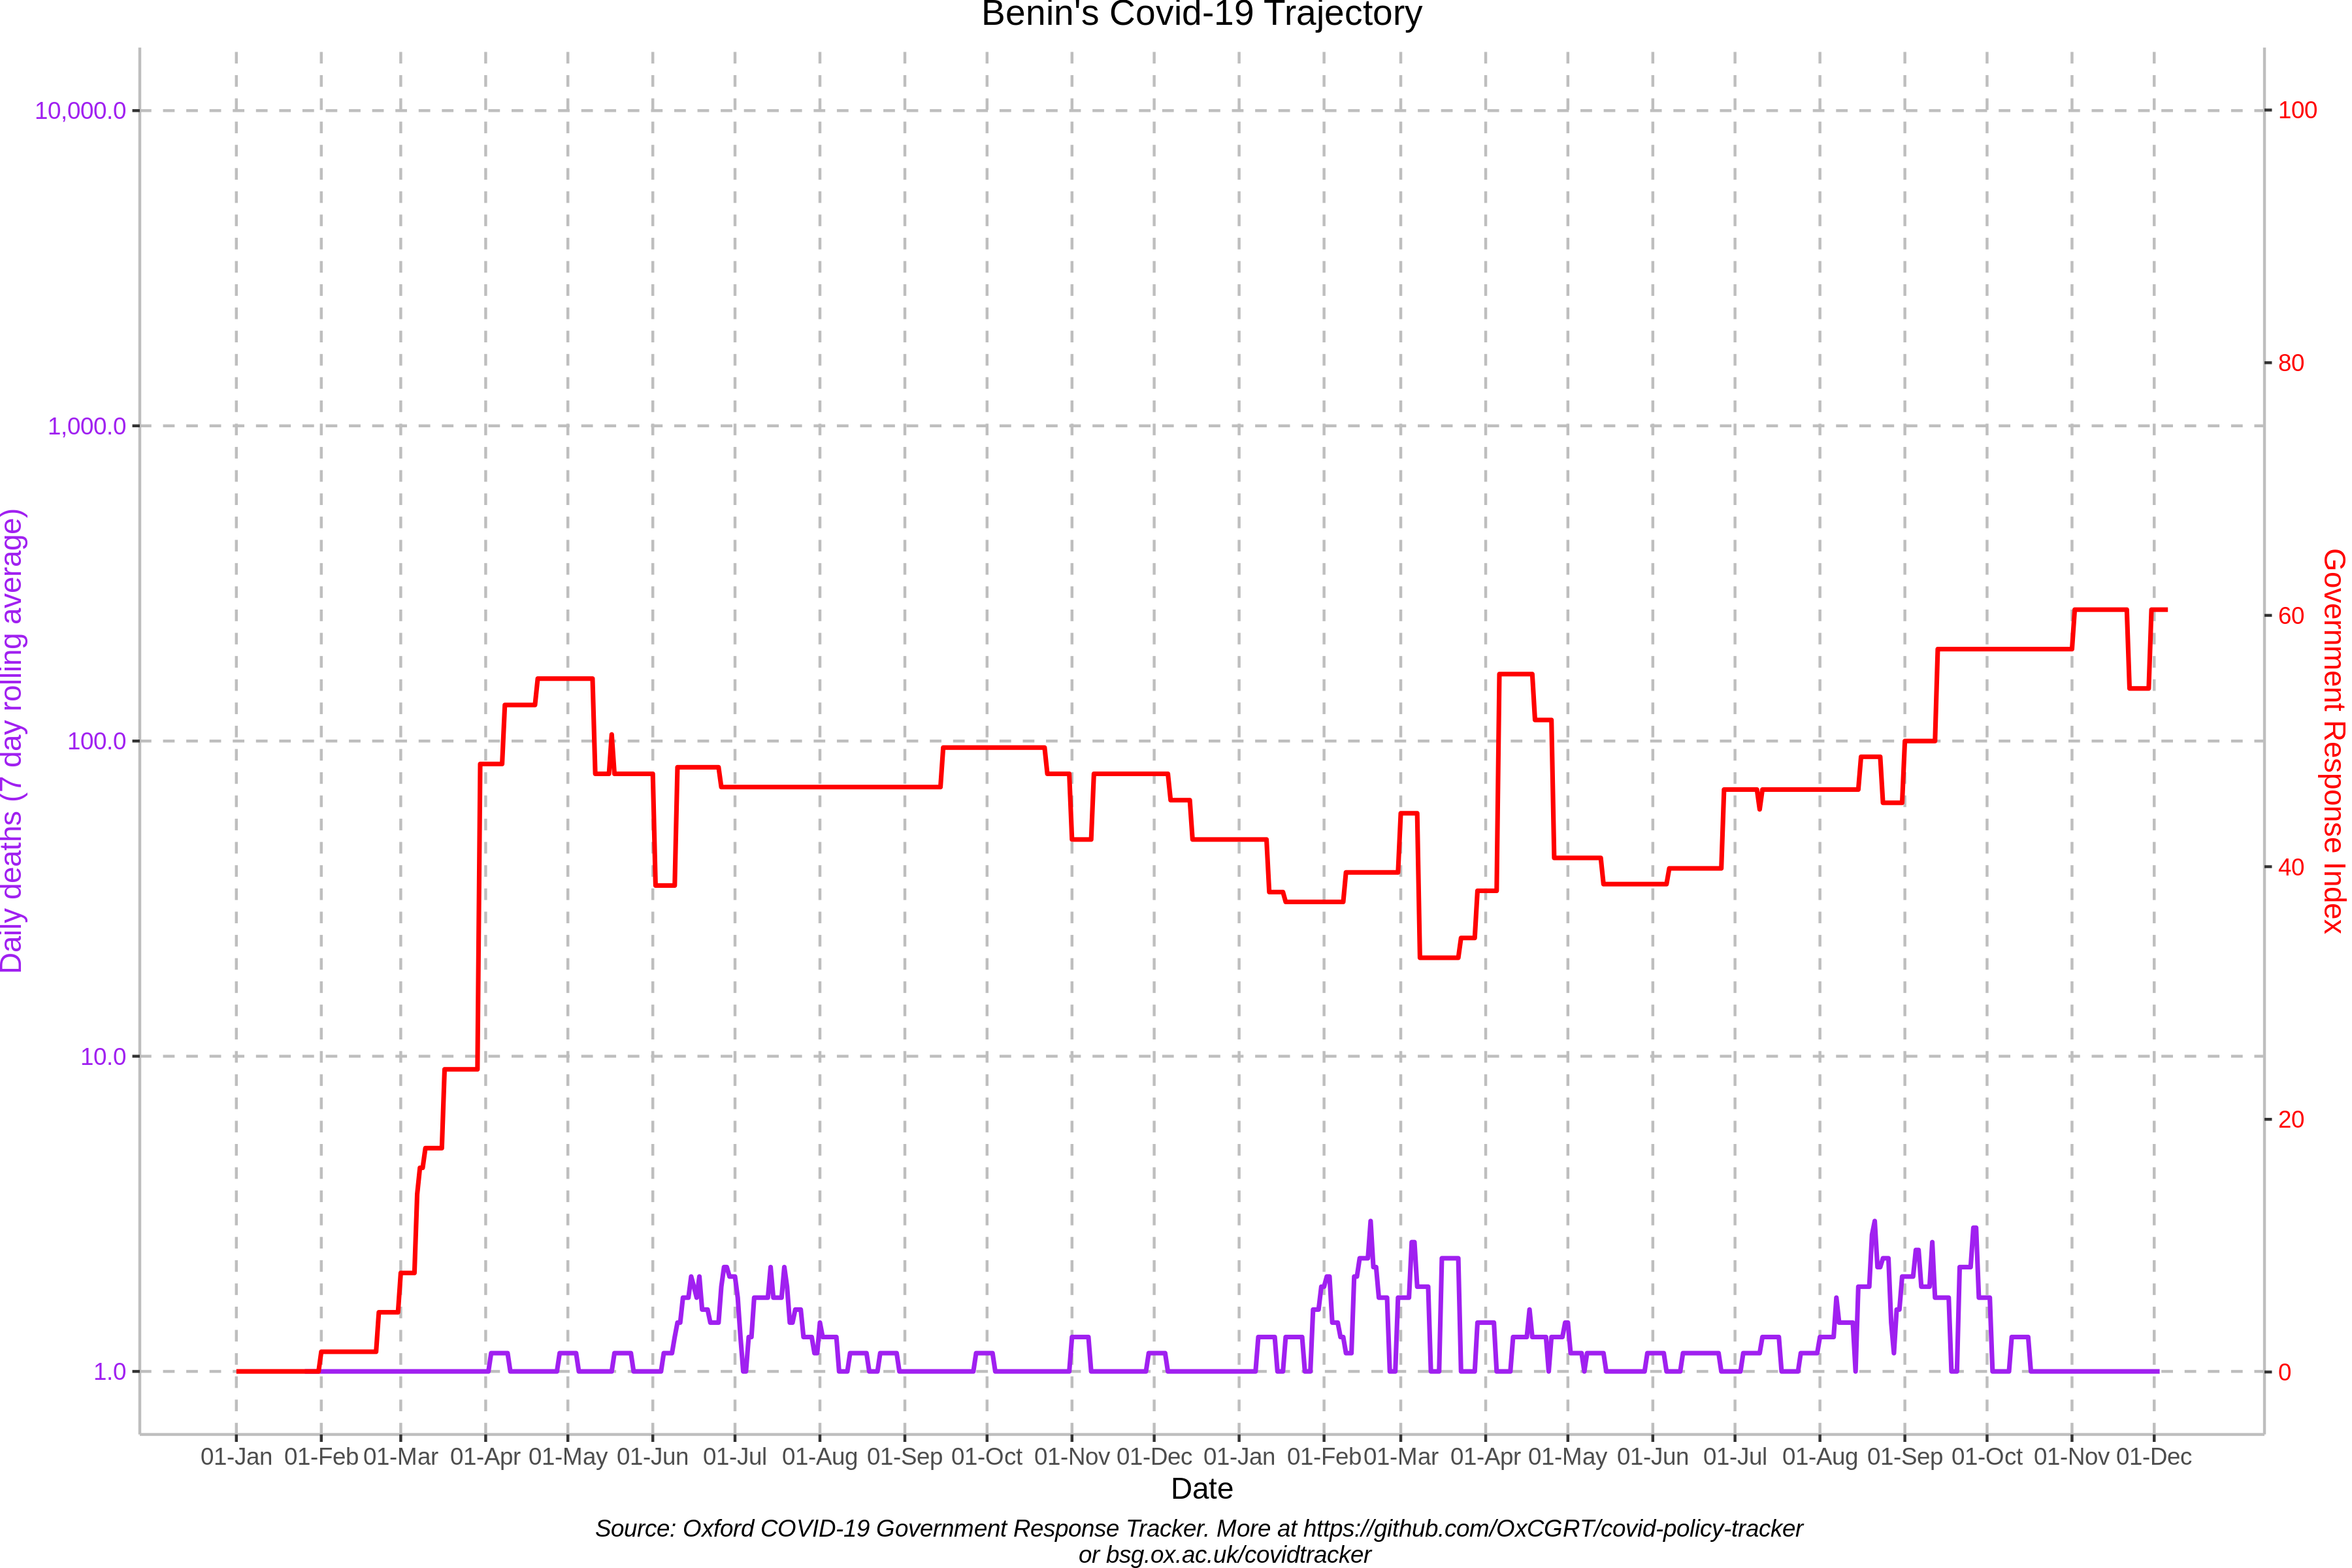 Benin's Covid-19 Trajectory
10,000.0
1,000.0
100.0
10.0
1.0
Daily deaths (7 day rolling average)
100
80
60
40
20
0
Government Response Index
01-Jan 01-Feb 01-Mar 01-Apr 01-May 01-Jun 01-Jul 01-Aug 01-Sep 01-Oct 01-Nov 01-Dec 01-Jan 01-Feb 01-Mar 01-Apr 01-May 01-Jun 01-Jul 01-Aug 01-Sep 01-Oct 01-Nov 01-Dec
Date
Source: Oxford COVID-19 Government Response Tracker. More at https://github.com/OxCGRT/covid-policy-tracker
or bsg.ox.ac.uk/covidtracker